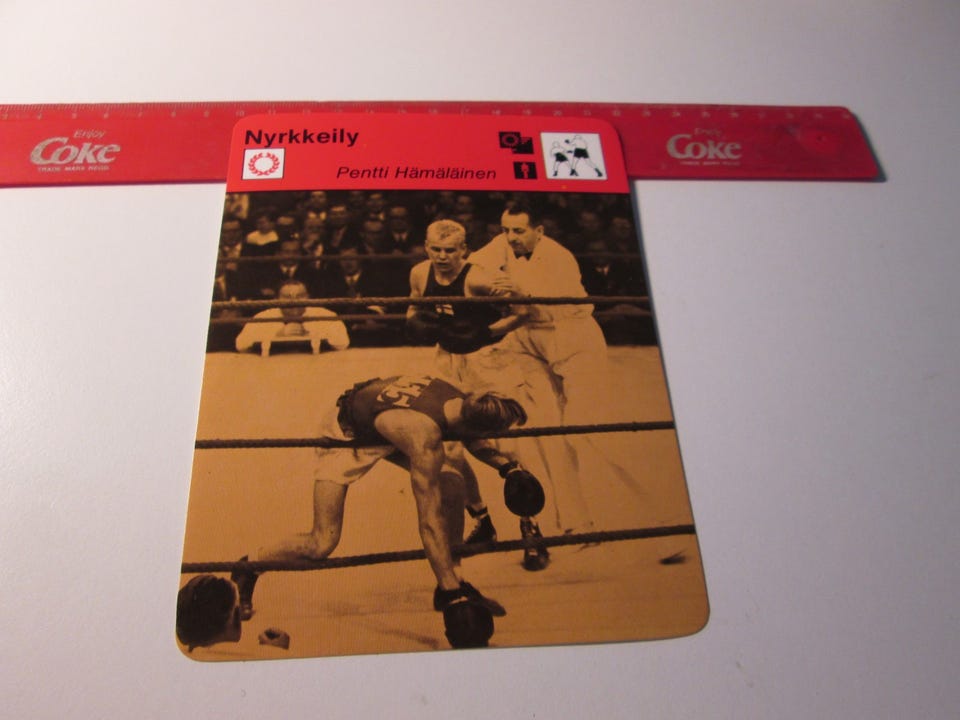 Nyrkkeily
Pentti Hämäläinen
Enjoy
Coke
TRADE MARK REGD
Enjoy
Coke
TRADE MARK REGD